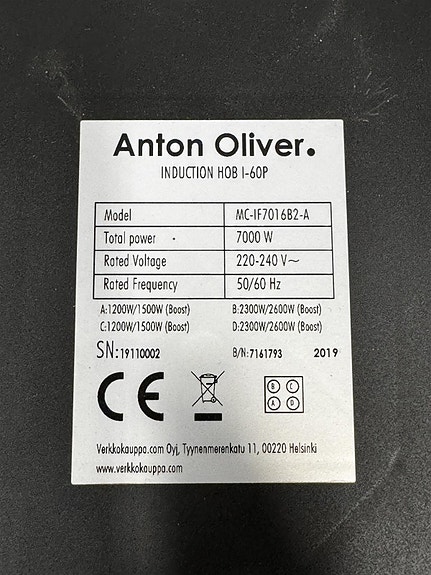 Anton Oliver.
INDUCTION HOB I-60P
Model MC-IF7016B2-A
Total power 7000 W
Rated Voltage 220-240 V~
Rated Frequency 50/60 Hz
A:1200W/1500W (Boost) B:2300W/2600W (Boost)
C:1200W/1500W (Boost) D:2300W/2600W (Boost)
SN:19110002 B/N:7161793 2019
CE
B C
A D
Verkkokauppa.com Oyj, Tyynenmerenkatu 11, 00220 Helsinki
www.verkkokauppa.com